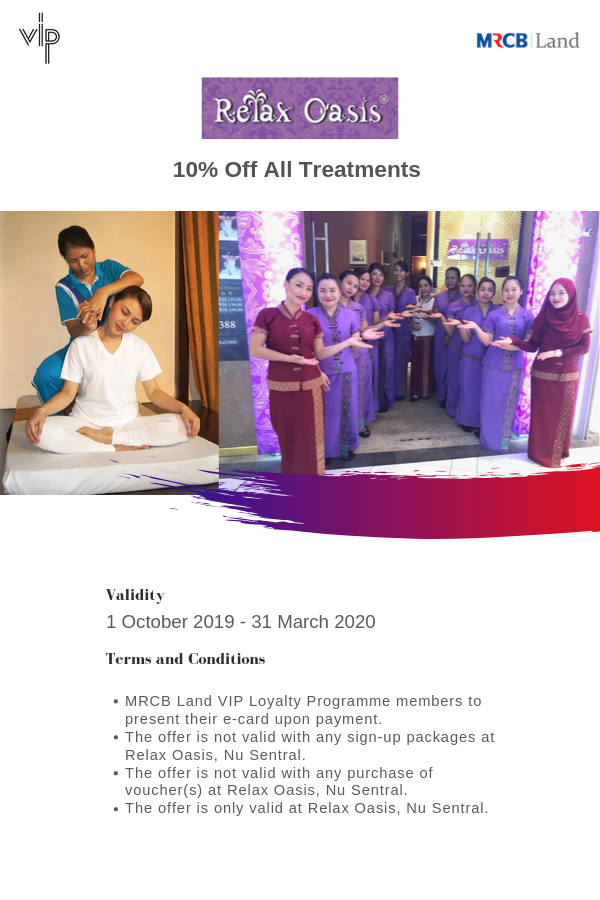 VIP
MRCB Land
Relax Oasis®
10% Off All Treatments
388
Relax Oasis
Validity
1 October 2019 - 31 March 2020
Terms and Conditions
• MRCB Land VIP Loyalty Programme members to
present their e-card upon payment.
• The offer is not valid with any sign-up packages at
Relax Oasis, Nu Sentral.
• The offer is not valid with any purchase of
voucher(s) at Relax Oasis, Nu Sentral.
• The offer is only valid at Relax Oasis, Nu Sentral.